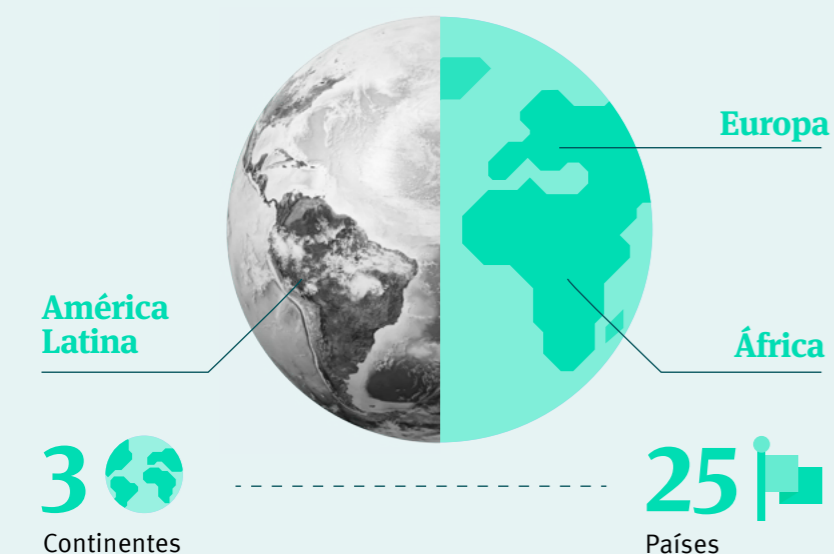 Europa
América
Latina
África
3
Continentes
25
Países